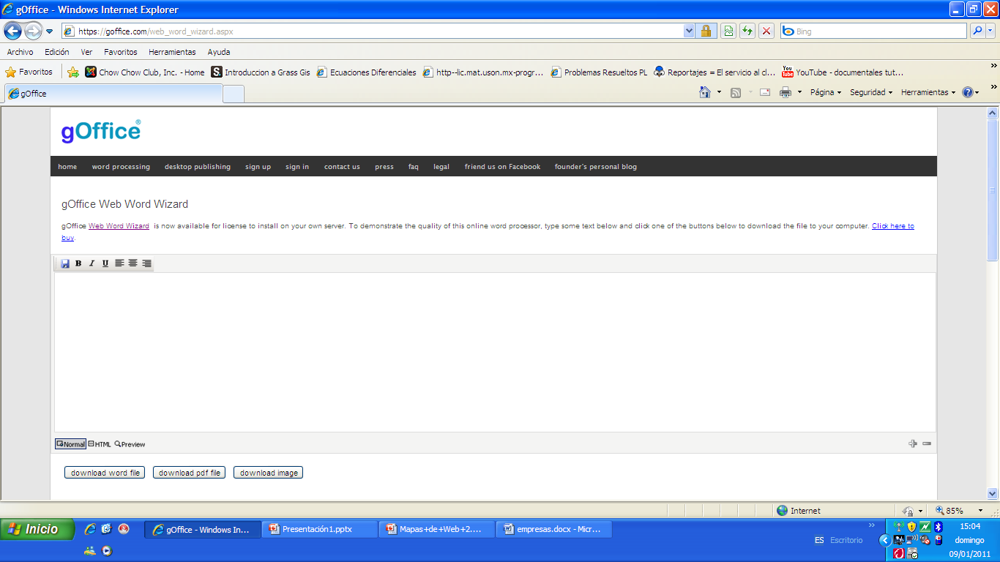 gOffice - Windows Internet Explorer
https://goffice.com/web_word_wizard.aspx
Bing
Archivo Edición Ver Favoritos Herramientas Ayuda
Favoritos Chow Chow Club, Inc. - Home Introduccion a Grass Gis Ecuaciones Diferenciales http--lic.mat.uson.mx-progr... Problemas Resueltos PL Reportajes = El servicio al cl... YouTube - documentales tut...
gOffice Página Seguridad Herramientas
gOffice®
home word processing desktop publishing sign up sign in contact us press faq legal friend us on Facebook founder's personal blog
gOffice Web Word Wizard
gOffice Web Word Wizard is now available for license to install on your own server. To demonstrate the quality of this online word processor, type some text below and click one of the buttons below to download the file to your computer. Click here to
buy.
B I U
Normal HTML Preview
download word file download pdf file download image
Internet 85%
Inicio gOffice - Windows In... Presentación1.pptx Mapas+de+Web+2.... empresas.docx - Micr... 15:04
ES Escritorio domingo
09/01/2011